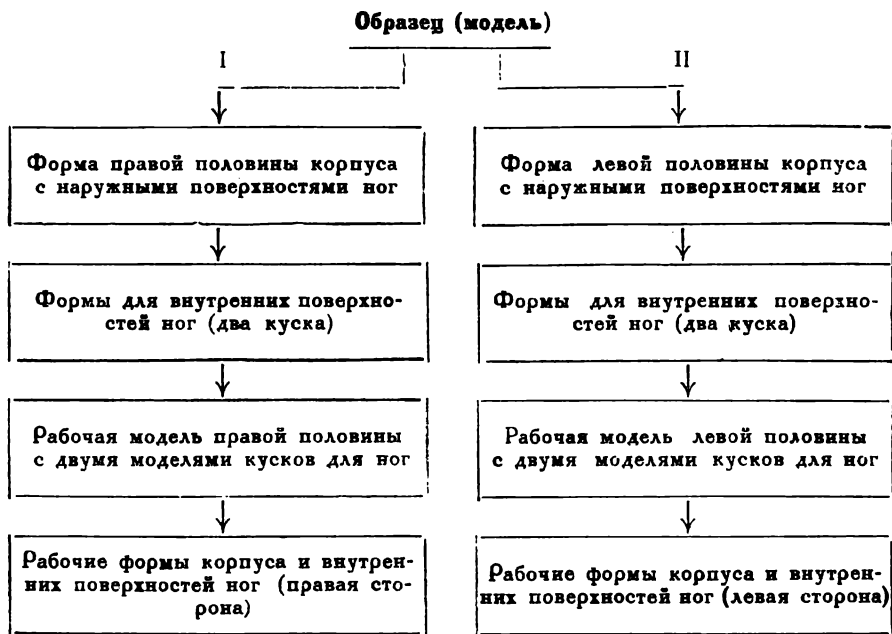 Образец (модель)
I
II
Форма правой половины корпуса
с наружными поверхностями ног
Форма левой половины корпуса
с наружными поверхностями ног
Формы для внутренних поверхно-
стей ног (два куска)
Формы для внутренних поверхно-
стей ног (два куска)
Рабочая модель правой половины
с двумя моделями кусков для ног
Рабочая модель левой половины
с двумя моделями кусков для ног
Рабочие формы корпуса и внутрен-
них поверхностей ног (правая сто-
рона)
Рабочие формы корпуса и внутрен-
них поверхностей ног (левая сторона)